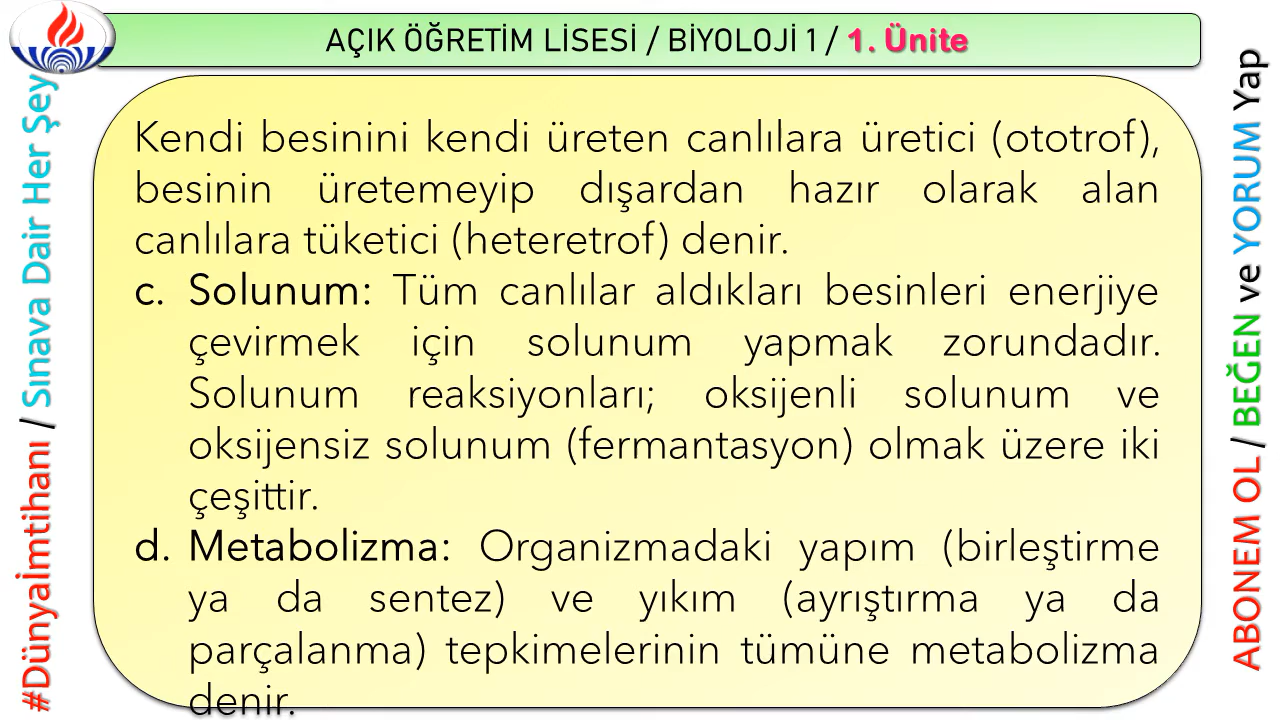 AÇIK ÖĞRETİM LİSESİ / BİYOLOJİ 1 / 1. Ünite
#Dünyaİmtihanı / Sınava Dair Her Şey
Kendi besinini kendi üreten canlılara üretici (ototrof),
besinin üretemeyip dışardan hazır olarak alan
canlılara tüketici (heteretrof) denir.
c. Solunum: Tüm canlılar aldıkları besinleri enerjiye
çevirmek için solunum yapmak zorundadır.
Solunum reaksiyonları; oksijenli solunum ve
oksijensiz solunum (fermantasyon) olmak üzere iki
çeşittir.
d. Metabolizma: Organizmadaki yapım (birleştirme
ya da sentez) ve yıkım (ayrıştırma ya da
parçalanma) tepkimelerinin tümüne metabolizma
denir.
ABONEM OL / BEĞEN ve YORUM Yap